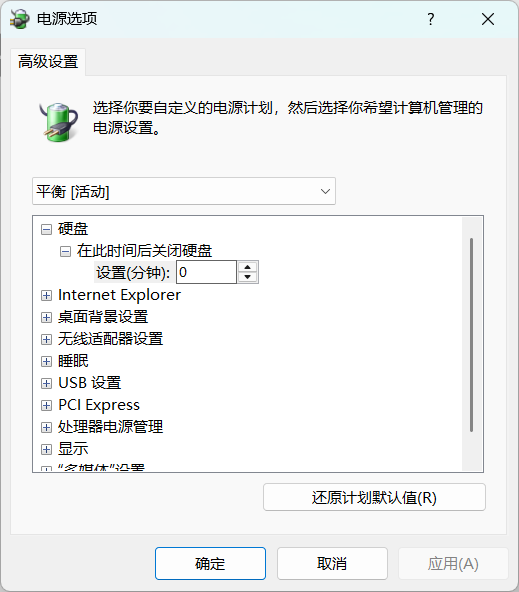 电源选项
?
高级设置
选择你要自定义的电源计划，然后选择你希望计算机管理的
电源设置。
平衡 [活动]
硬盘
在此时间后关闭硬盘
设置(分钟): 0
Internet Explorer
桌面背景设置
无线适配器设置
睡眠
USB 设置
PCI Express
处理器电源管理
显示
“多媒体”设置
还原计划默认值(R)
确定
取消
应用(A)